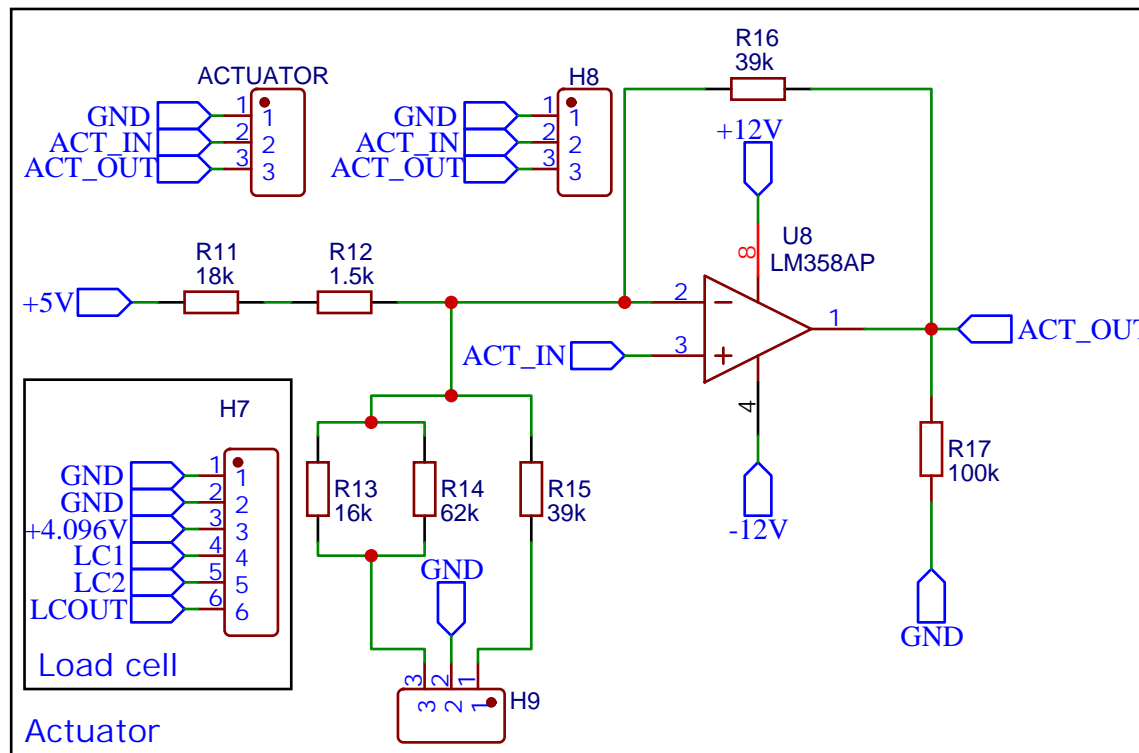 R16
39k
ACTUATOR
H8
GND 1 1
ACT_IN 2 2
ACT_OUT 3 3
GND 1 1
ACT_IN 2 2
ACT_OUT 3 3
+12V
8
U8
LM358AP
R11
18k
R12
1.5k
+5V
2
1
ACT_OUT
ACT_IN
3
4
-12V
H7
GND 1 1
GND 2 2
+4.096V 3 3
LC1 4 4
LC2 5 5
LCOUT 6 6
Load cell
R13
16k
R14
62k
R15
39k
R17
100k
GND
GND
3 2 1
3 2 1
H9
Actuator